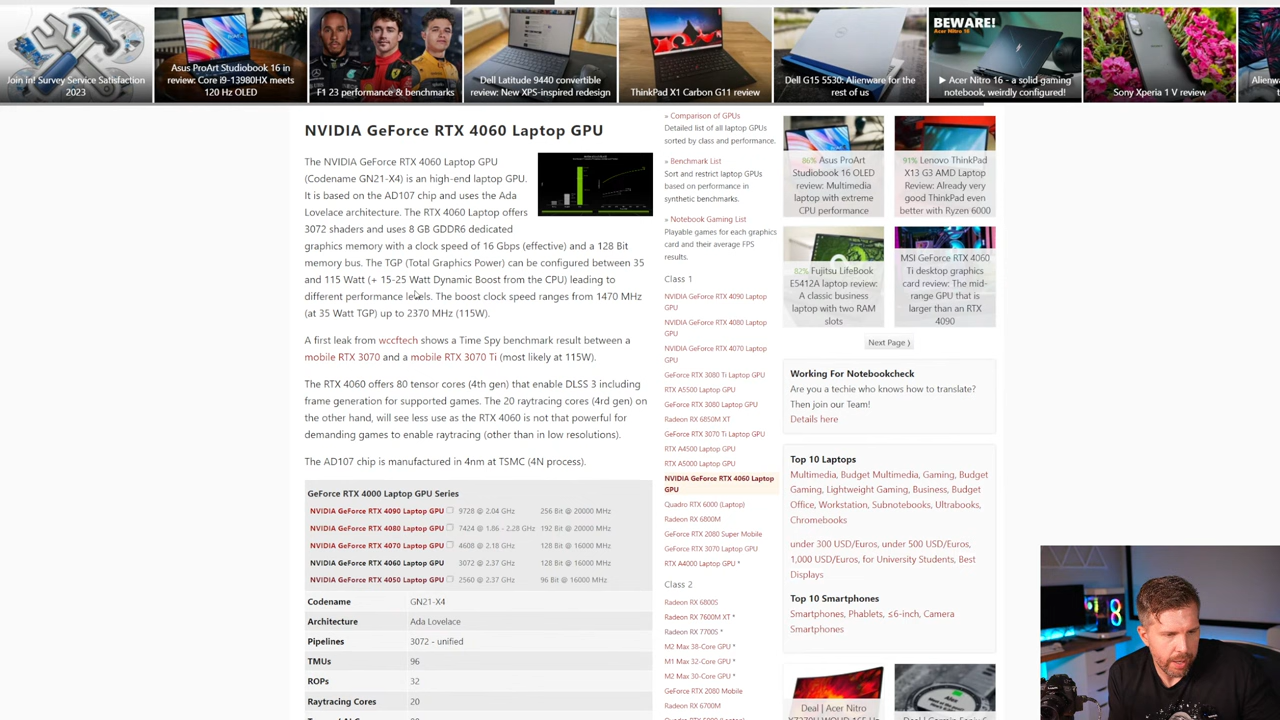 Join in! Survey Service Satisfaction
2023
Asus ProArt Studiobook 16 in
review: Core i9-13980HX meets
120 Hz OLED
F1 23 performance & benchmarks
Dell Latitude 9440 convertible
review: New XPS-inspired redesign
ThinkPad X1 Carbon G11 review
Dell G15 5530: Alienware for the
rest of us
BEWARE!
Acer Nitro 16
▶ Acer Nitro 16 - a solid gaming
notebook, weirdly configured!
Sony Xperia 1 V review
Alienw
NVIDIA GeForce RTX 4060 Laptop GPU
The NVIDIA GeForce RTX 4060 Laptop GPU
(Codename GN21-X4) is an high-end laptop GPU.
It is based on the AD107 chip and uses the Ada
Lovelace architecture. The RTX 4060 Laptop offers
3072 shaders and uses 8 GB GDDR6 dedicated
graphics memory with a clock speed of 16 Gbps (effective) and a 128 Bit
memory bus. The TGP (Total Graphics Power) can be configured between 35
and 115 Watt (+ 15-25 Watt Dynamic Boost from the CPU) leading to
different performance levels. The boost clock speed ranges from 1470 MHz
(at 35 Watt TGP) up to 2370 MHz (115W).
A first leak from wccftech shows a Time Spy benchmark result between a
mobile RTX 3070 and a mobile RTX 3070 Ti (most likely at 115W).
The RTX 4060 offers 80 tensor cores (4th gen) that enable DLSS 3 including
frame generation for supported games. The 20 raytracing cores (4rd gen) on
the other hand, will see less use as the RTX 4060 is not that powerful for
demanding games to enable raytracing (other than in low resolutions).
The AD107 chip is manufactured in 4nm at TSMC (4N process).
GeForce RTX 4000 Laptop GPU Series
NVIDIA GeForce RTX 4090 Laptop GPU 9728 @ 2.04 GHz 256 Bit @ 20000 MHz
NVIDIA GeForce RTX 4080 Laptop GPU 7424 @ 1.86 - 2.28 GHz 192 Bit @ 20000 MHz
NVIDIA GeForce RTX 4070 Laptop GPU 4608 @ 2.18 GHz 128 Bit @ 16000 MHz
NVIDIA GeForce RTX 4060 Laptop GPU 3072 @ 2.37 GHz 128 Bit @ 16000 MHz
NVIDIA GeForce RTX 4050 Laptop GPU 2560 @ 2.37 GHz 96 Bit @ 16000 MHz
Codename GN21-X4
Architecture Ada Lovelace
Pipelines 3072 - unified
TMUs 96
ROPs 32
Raytracing Cores 20
» Comparison of GPUs
Detailed list of all laptop GPUs
sorted by class and performance.
» Benchmark List
Sort and restrict laptop GPUs
based on performance in
synthetic benchmarks.
» Notebook Gaming List
Playable games for each graphics
card and their average FPS
results.
Class 1
NVIDIA GeForce RTX 4090 Laptop
GPU
NVIDIA GeForce RTX 4080 Laptop
GPU
NVIDIA GeForce RTX 4070 Laptop
GPU
GeForce RTX 3080 Ti Laptop GPU
RTX A5500 Laptop GPU
GeForce RTX 3080 Laptop GPU
Radeon RX 6850M XT
GeForce RTX 3070 Ti Laptop GPU
RTX A4500 Laptop GPU
RTX A5000 Laptop GPU
NVIDIA GeForce RTX 4060 Laptop
GPU
Quadro RTX 6000 (Laptop)
Radeon RX 6800M
GeForce RTX 2080 Super Mobile
GeForce RTX 3070 Laptop GPU
RTX A4000 Laptop GPU *
Class 2
Radeon RX 6800S
Radeon RX 7600M XT *
Radeon RX 7700S *
M2 Max 38-Core GPU *
M1 Max 32-Core GPU *
M2 Max 30-Core GPU *
GeForce RTX 2080 Mobile
Radeon RX 6700M
86% Asus ProArt
Studiobook 16 OLED
review: Multimedia
laptop with extreme
CPU performance
91% Lenovo ThinkPad
X13 G3 AMD Laptop
Review: Already very
good ThinkPad even
better with Ryzen 6000
82% Fujitsu LifeBook
E5412A laptop review:
A classic business
laptop with two RAM
slots
MSI GeForce RTX 4060
Ti desktop graphics
card review: The mid-
range GPU that is
larger than an RTX
4090
Next Page ⟩
Working For Notebookcheck
Are you a techie who knows how to translate?
Then join our Team!
Details here
Top 10 Laptops
Multimedia, Budget Multimedia, Gaming, Budget
Gaming, Lightweight Gaming, Business, Budget
Office, Workstation, Subnotebooks, Ultrabooks,
Chromebooks
under 300 USD/Euros, under 500 USD/Euros,
1,000 USD/Euros, for University Students, Best
Displays
Top 10 Smartphones
Smartphones, Phablets, ≤6-inch, Camera
Smartphones
Deal | Acer Nitro